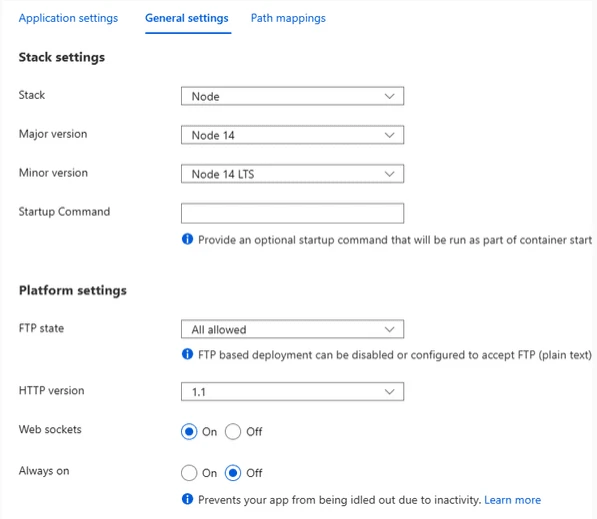 Application settings General settings Path mappings
Stack settings
Stack Node
Major version Node 14
Minor version Node 14 LTS
Startup Command
Provide an optional startup command that will be run as part of container start
Platform settings
FTP state All allowed
FTP based deployment can be disabled or configured to accept FTP (plain text)
HTTP version 1.1
Web sockets On Off
Always on On Off
Prevents your app from being idled out due to inactivity. Learn more